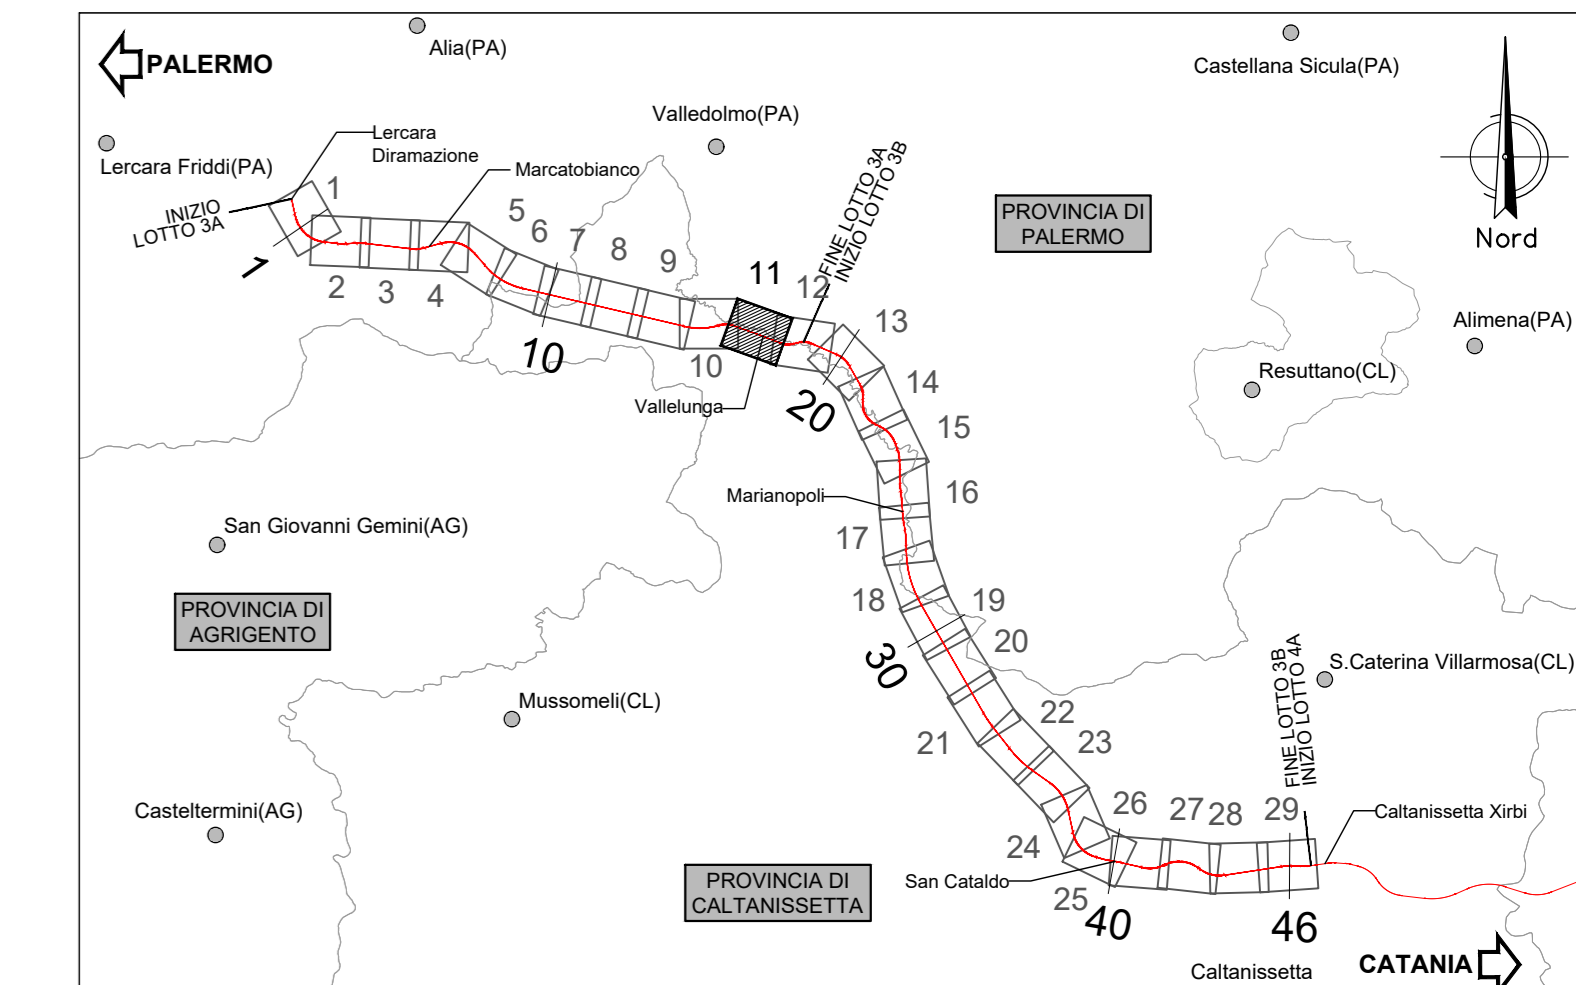 PALERMO
Alia(PA)
Castellana Sicula(PA)
Valledolmo(PA)
Lercara
Diramazione
Lercara Friddi(PA)
Marcatobianco
INIZIO
LOTTO 3A
FINE LOTTO 3A
INIZIO LOTTO 3B
PROVINCIA DI
PALERMO
Nord
1
1
2
3
4
5
6
7
8
9
10
10
11
12
13
Alimena(PA)
Resuttano(CL)
Vallelunga
20
14
15
Marianopoli
16
17
San Giovanni Gemini(AG)
PROVINCIA DI
AGRIGENTO
18
19
20
30
FINE LOTTO 3B
INIZIO LOTTO 4A
S.Caterina Villarmosa(CL)
Mussomeli(CL)
21
22
23
Casteltermini(AG)
24
25
26
27
28
29
Caltanissetta Xirbi
San Cataldo
PROVINCIA DI
CALTANISSETTA
40
46
Caltanissetta
CATANIA